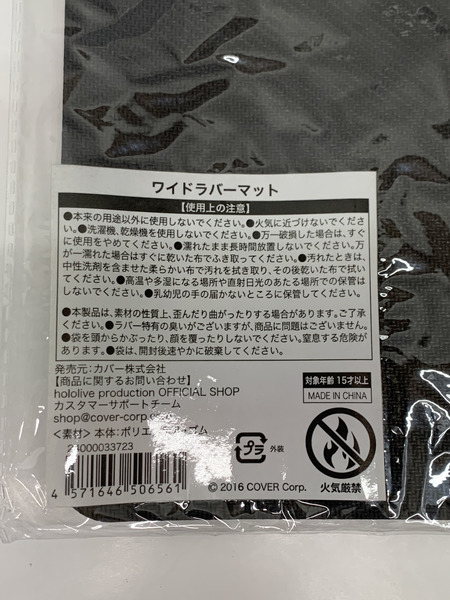 ワイドラバーマット
【使用上の注意】
●本来の用途以外に使用しないでください。●火気に近づけないでくださ
い。●洗濯機、乾燥機を使用しないでください。●万一破損した場合は、すぐ
に使用をやめてください。●濡れたまま長時間放置しないでください。万
が一濡れた場合はすぐに乾いた布でふき取ってください。●汚れたときは、
中性洗剤を含ませた柔らかい布で汚れを拭き取り、その後乾いた布で拭い
てください。●高温や多湿になる場所や直射日光のあたる場所での保管は
しないでください。●乳幼児の手の届かないところに保管してください。
●本製品は、素材の性質上、歪んだり曲がったりする場合があります。ご了承
ください。●ラバー特有の臭いがございますが、商品に問題はございません。
●袋を頭からかぶったり、顔を覆ったりしないでください。窒息する危険が
あります。●袋は、開封後速やかに破棄してください。
発売元：カバー株式会社
【商品に関するお問い合わせ】
hololive production OFFICIAL SHOP
カスタマーサポートチーム
shop@cover-corp.
<素材> 本体：ポリエ ゴム
33723
4 571646 506561
対象年齢 15才以上
MADE IN CHINA
プラ
外装
© 2016 COVER Corp.
火気厳禁